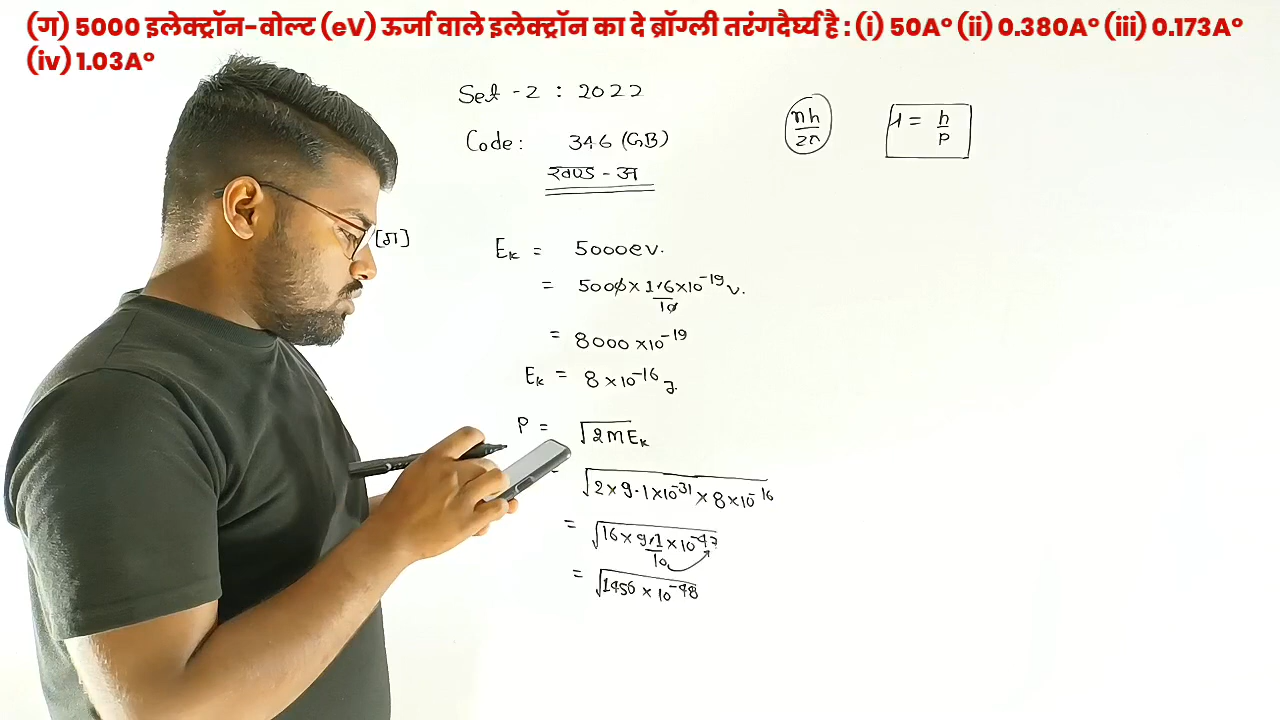 (ग) 5000 इलेक्ट्रॉन-वोल्ट (eV) ऊर्जा वाले इलेक्ट्रॉन का दे ब्रॉग्ली तरंगदैर्घ्य है : (i) 50A° (ii) 0.380A° (iii) 0.173A°
(iv) 1.03A°
Set -2 : 2022
Code: 346 (GB)
खण्ड - अ
nh/2π
λ = h/p
[ग]
Eₖ = 5000ev.
= 5000 × 1.6/10 × 10⁻¹⁹ v.
= 8000 × 10⁻¹⁹
Eₖ = 8 × 10⁻¹⁶ J.
P = √2mEₖ
= √2 × 9.1 × 10⁻³¹ × 8 × 10⁻¹⁶
= √16 × 9.1/10 × 10⁻⁴⁷
= √1456 × 10⁻⁴⁸